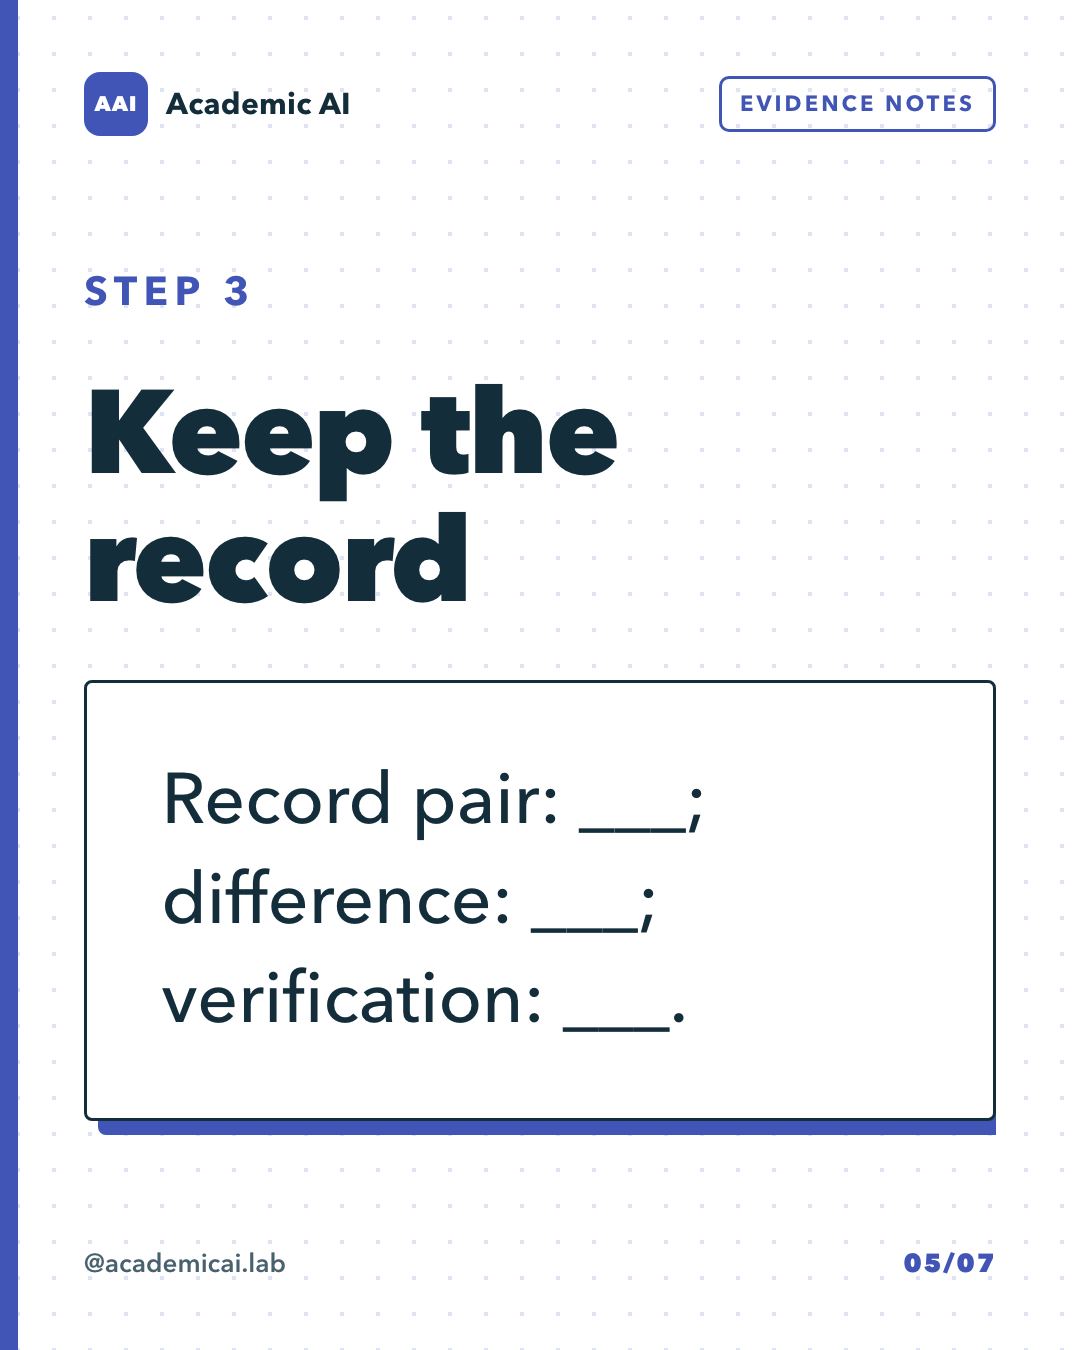 AAI Academic AI
EVIDENCE NOTES
STEP 3
Keep the
record
Record pair: ___;
difference: ___;
verification: ___.
@academicai.lab
05/07